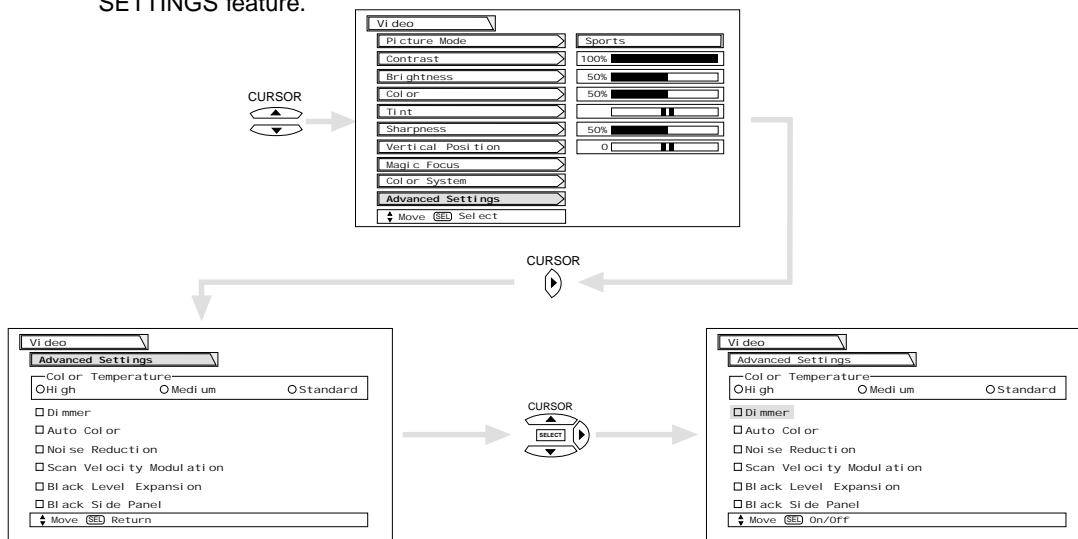 SETTINGS feature.
Video
Picture Mode
Sports
Contrast
100%
Brightness
50%
Color
50%
Tint
Sharpness
50%
Vertical Position
0
Magic Focus
Color System
Advanced Settings
Move SEL Select
CURSOR
CURSOR
Video
Advanced Settings
Color Temperature
High Medium Standard
Dimmer
Auto Color
Noise Reduction
Scan Velocity Modulation
Black Level Expansion
Black Side Panel
Move SEL Return
CURSOR
SELECT
Video
Advanced Settings
Color Temperature
High Medium Standard
Dimmer
Auto Color
Noise Reduction
Scan Velocity Modulation
Black Level Expansion
Black Side Panel
Move SEL On/Off